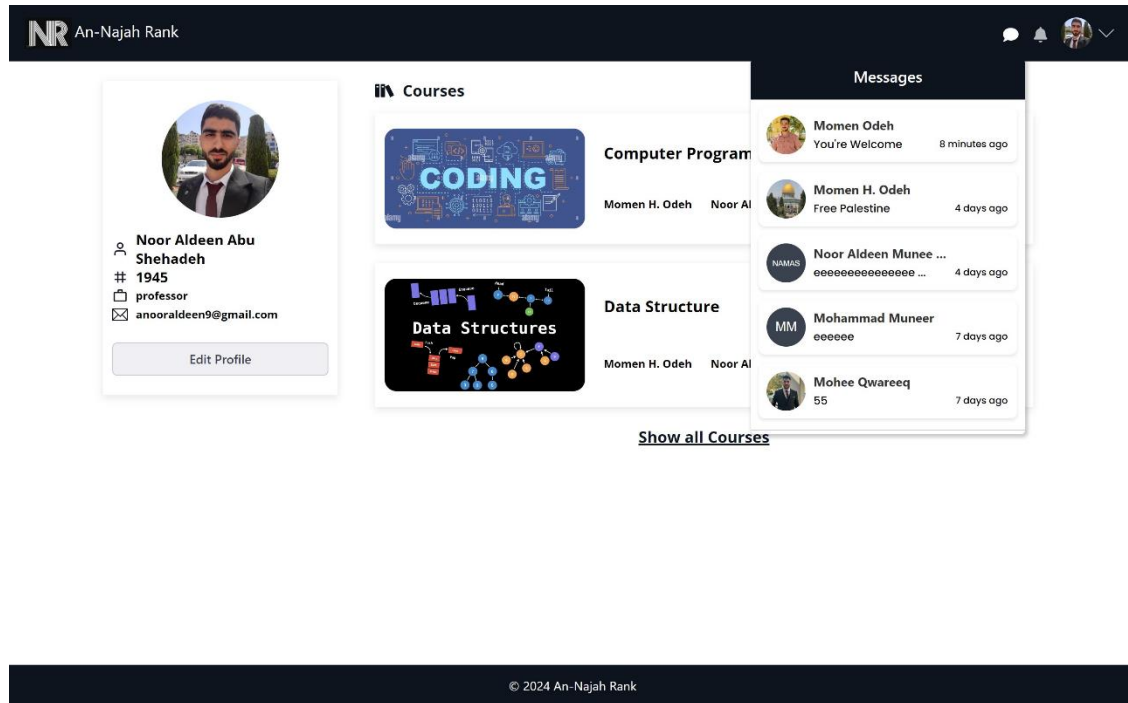 NR An-Najah Rank
Messages
Courses
Momen Odeh
You're Welcome 8 minutes ago
CODING
Computer Program
Momen H. Odeh Noor Al
Momen H. Odeh
Free Palestine 4 days ago
Noor Aldeen Abu
Shehadeh
1945
professor
anooraldeen9@gmail.com
Edit Profile
NAMAS
Noor Aldeen Munee ...
eeeeeeeeeeeeeee ... 4 days ago
Data Structures
Data Structure
Momen H. Odeh Noor Al
MM
Mohammad Muneer
eeeeee 7 days ago
Mohee Qwareeq
55 7 days ago
Show all Courses
© 2024 An-Najah Rank